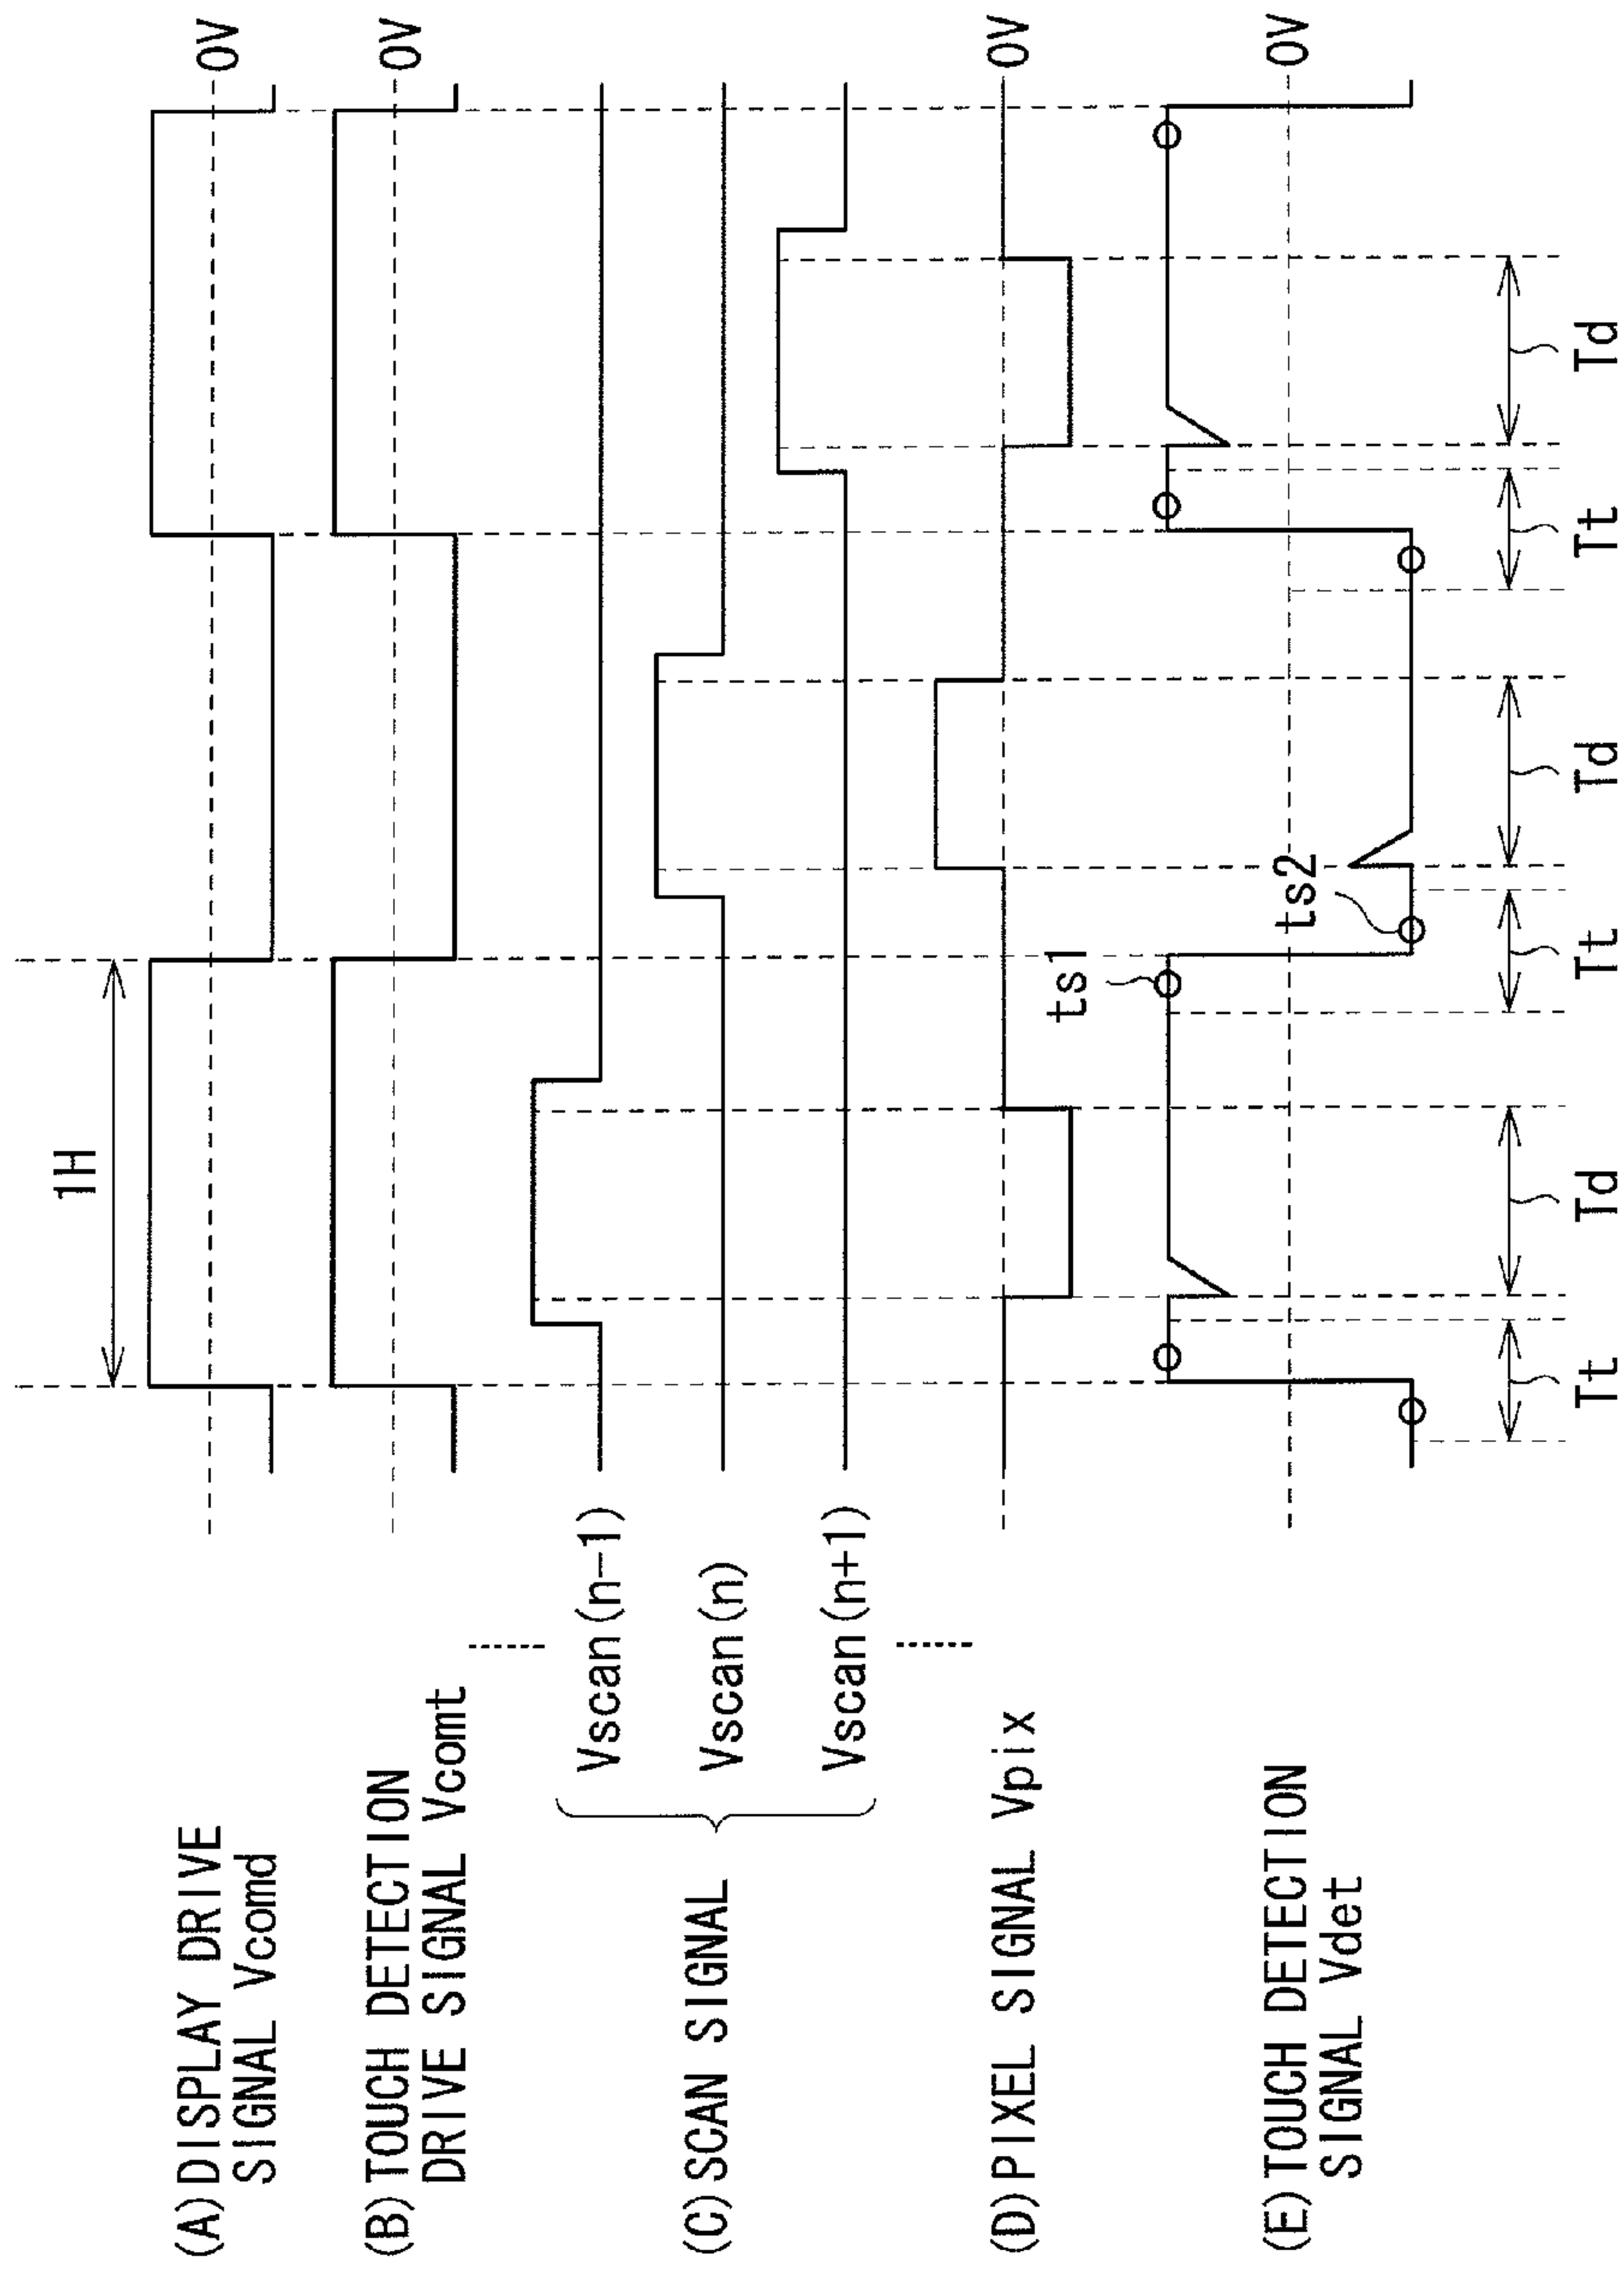 1H
(A) DISPLAY DRIVE
SIGNAL Vcomd
0V
(B) TOUCH DETECTION
DRIVE SIGNAL Vcomt
0V
(C) SCAN SIGNAL
Vscan(n-1)
Vscan(n)
Vscan(n+1)
(D) PIXEL SIGNAL Vpix
0V
(E) TOUCH DETECTION
SIGNAL Vdet
0V
ts1
ts2
Tt
Td
Tt
Td
Tt
Td